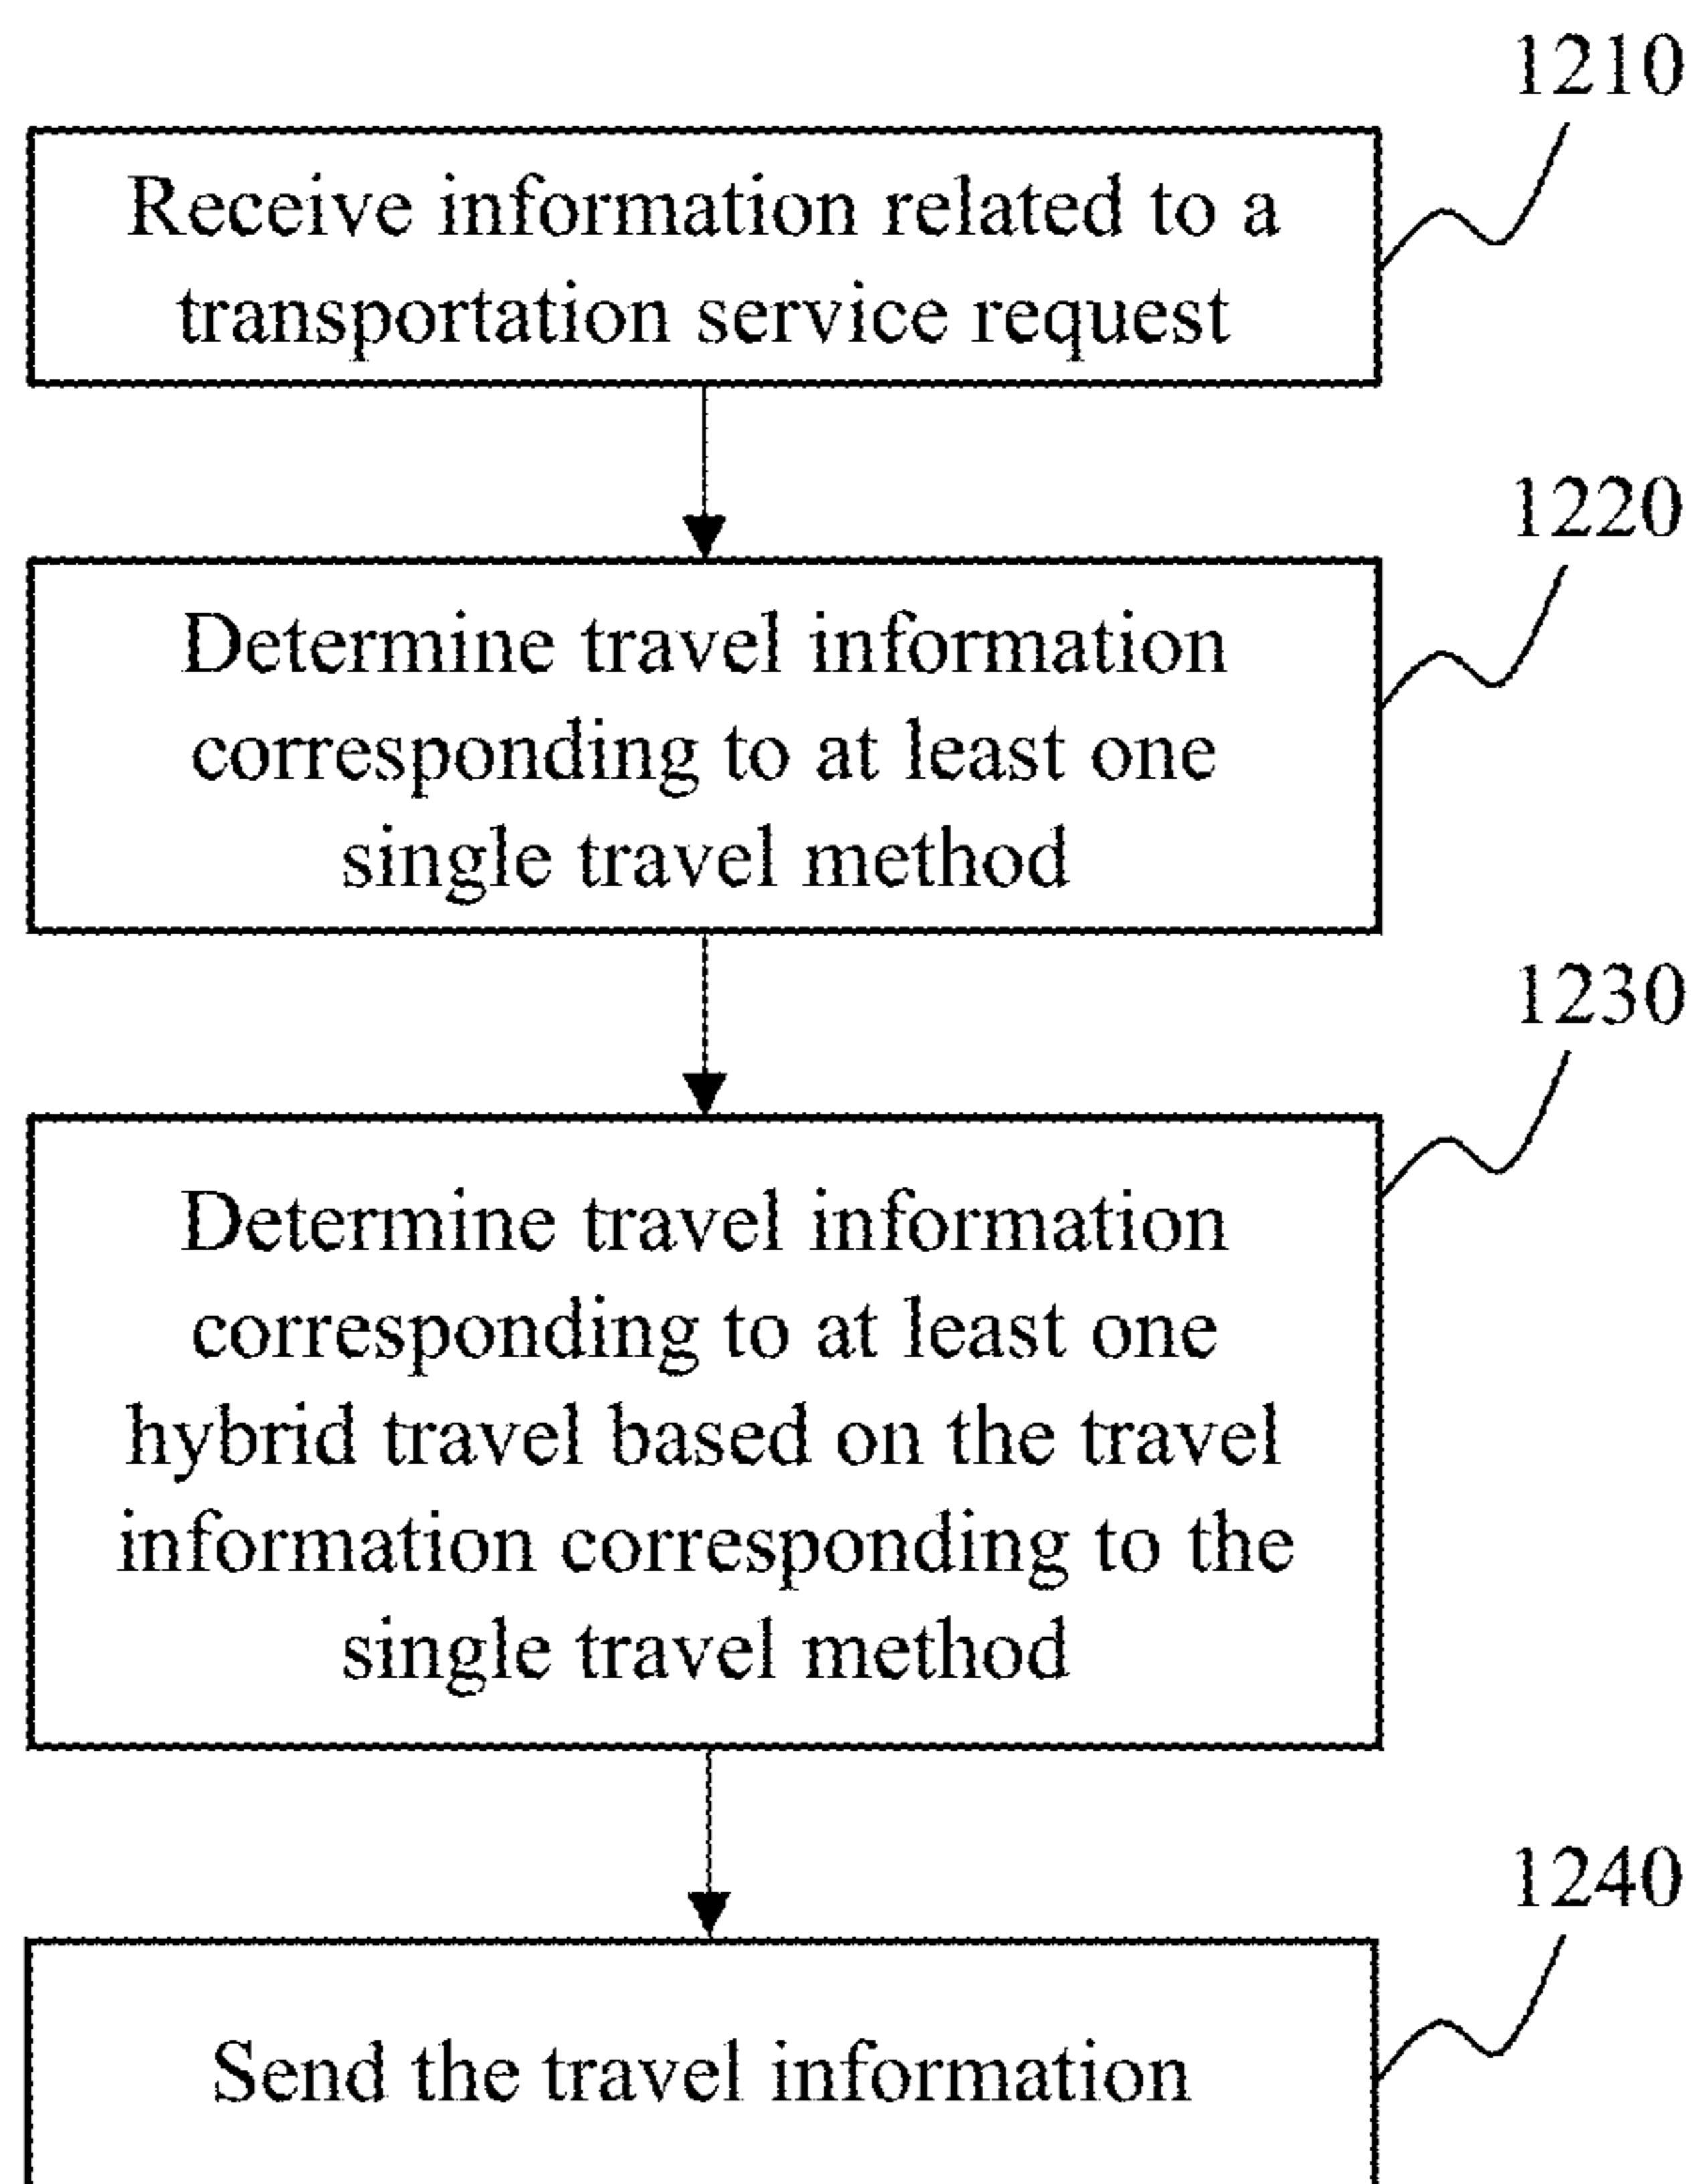 1210
Receive information related to a
transportation service request
1220
Determine travel information
corresponding to at least one
single travel method
1230
Determine travel information
corresponding to at least one
hybrid travel based on the travel
information corresponding to the
single travel method
1240
Send the travel information